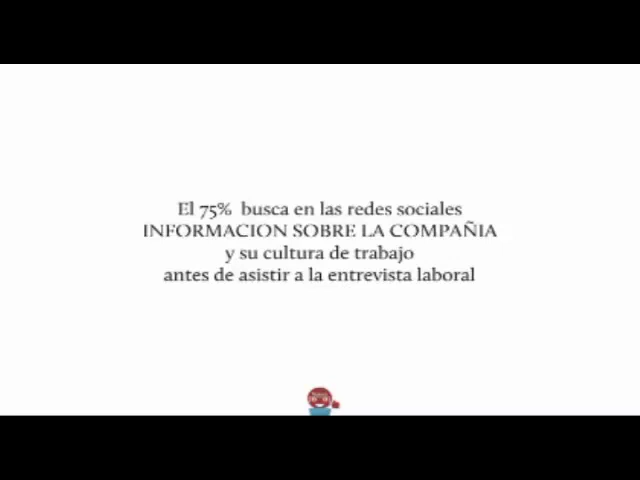 El 75% busca en las redes sociales
INFORMACION SOBRE LA COMPAÑIA
y su cultura de trabajo
antes de asistir a la entrevista laboral